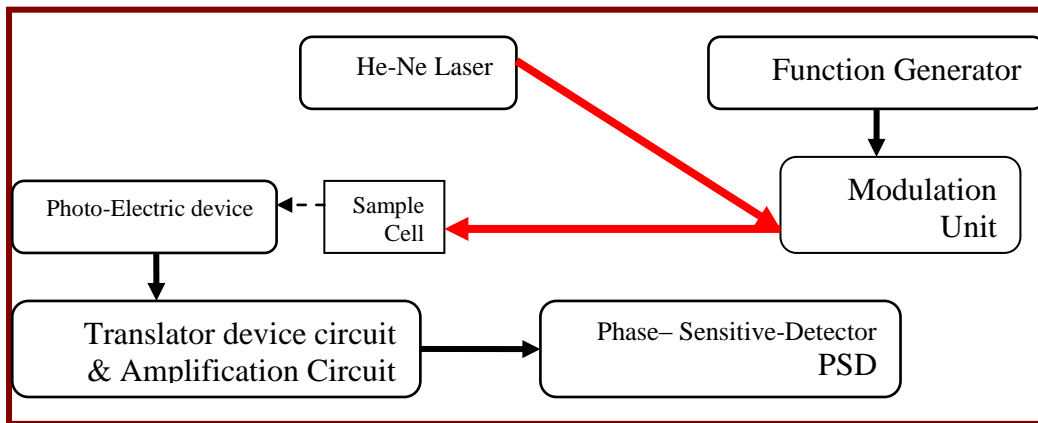 He-Ne Laser
Function Generator
Modulation
Unit
Photo-Electric device
Sample
Cell
Translator device circuit
& Amplification Circuit
Phase– Sensitive-Detector
PSD